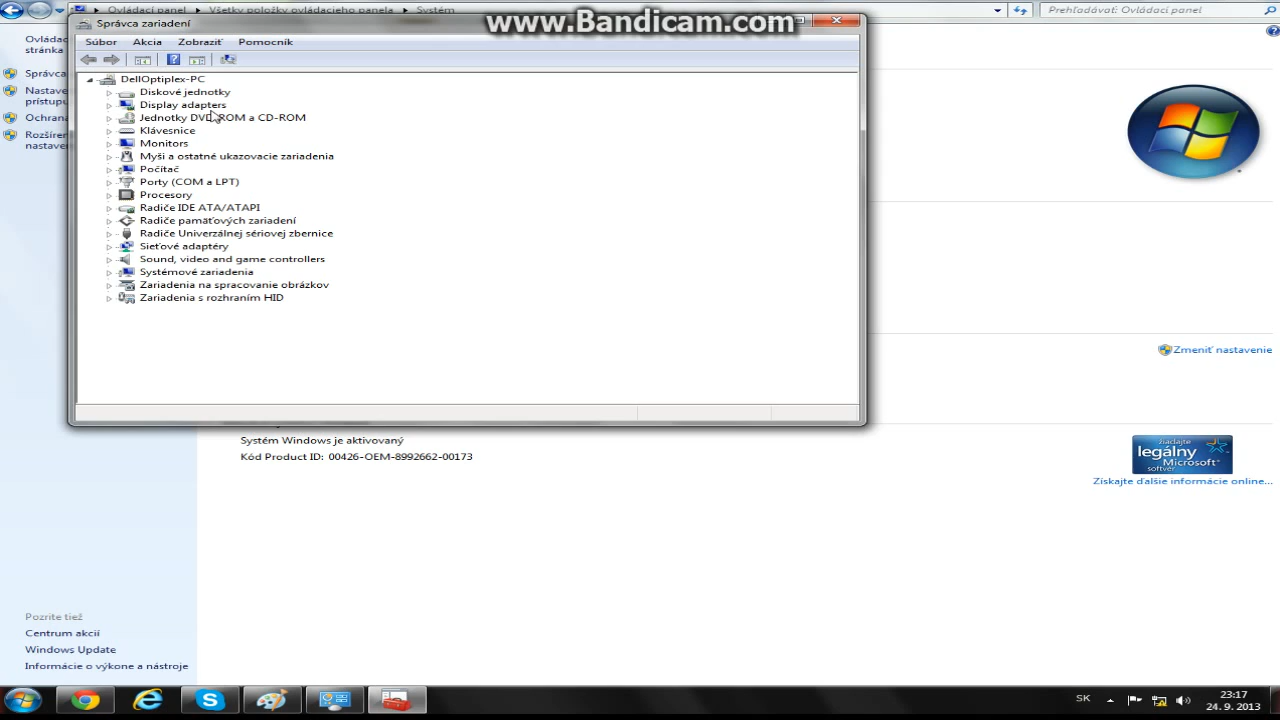 Ovládací panel ▸ Všetky položky ovládacieho panela ▸ Systém
Prehľadávať: Ovládací panel
www.Bandicam.com
Správca zariadení
Súbor Akcia Zobraziť Pomocník
DellOptiplex-PC
Diskové jednotky
Display adapters
Jednotky DVD-ROM a CD-ROM
Klávesnice
Monitors
Myši a ostatné ukazovacie zariadenia
Počítač
Porty (COM a LPT)
Procesory
Radiče IDE ATA/ATAPI
Radiče pamäťových zariadení
Radiče Univerzálnej sériovej zbernice
Sieťové adaptéry
Sound, video and game controllers
Systémové zariadenia
Zariadenia na spracovanie obrázkov
Zariadenia s rozhraním HID
stránka
Správca
Ochrana
Zmeniť nastavenie
Systém Windows je aktivovaný
Kód Product ID: 00426-OEM-8992662-00173
žiadajte
legálny
Microsoft®
softvér
Získajte ďalšie informácie online...
Pozrite tiež
Centrum akcií
Windows Update
Informácie o výkone a nástroje
SK
23:17
24. 9. 2013